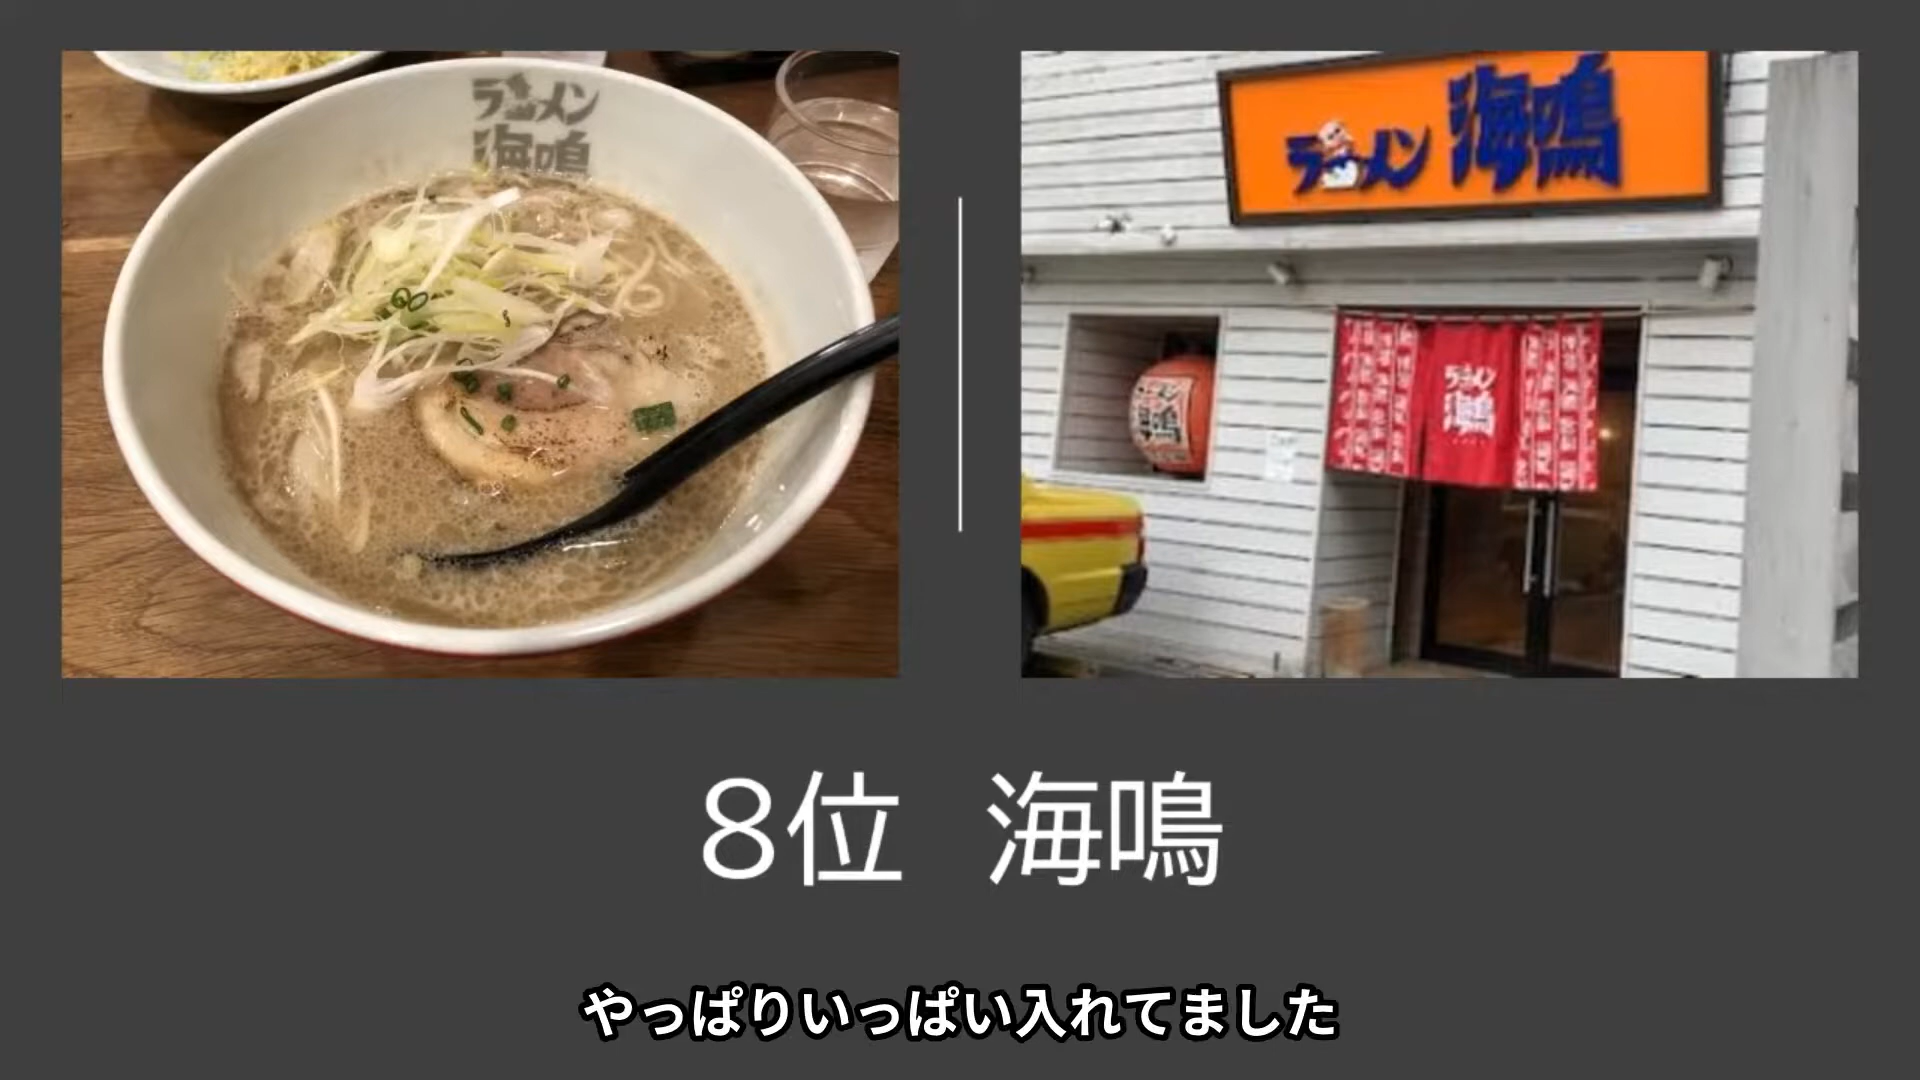 ラーメン
海鳴
ラーメン 海鳴
ラーメン
海鳴
8位 海鳴
やっぱりいっぱい入れてました